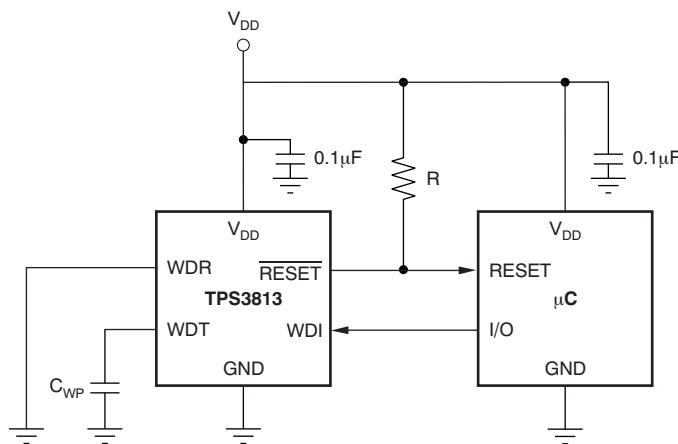 VDD
0.1μF
R
0.1μF
VDD
VDD
WDR
RESET
RESET
TPS3813
μC
WDT
WDI
I/O
CWP
GND
GND